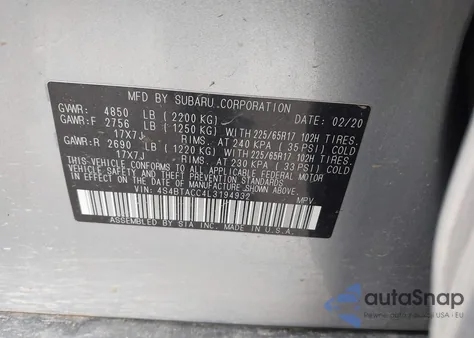 MFD BY SUBARU CORPORATION DATE: 02/20
GVWR: 4850 LB (2200 KG)
GAWR:F 2756 LB (1250 KG) WITH 225/65R17 102H TIRES.
17X7J RIMS. AT 240 KPA (35 PSI) COLD
GAWR:R 2690 LB (1220 KG) WITH 225/65R17 102H TIRES.
17X7J RIMS. AT 230 KPA (33 PSI) COLD
THIS VEHICLE CONFORMS TO ALL APPLICABLE FEDERAL MOTOR
VEHICLE SAFETY AND THEFT PREVENTION STANDARDS
IN EFFECT ON THE DATE OF MANUFACTURE SHOWN ABOVE.
VIN: 4S4BTACC4L3194932 MPV
ASSEMBLED BY SIA INC. MADE IN U.S.A.
autoSnap
USA - EU